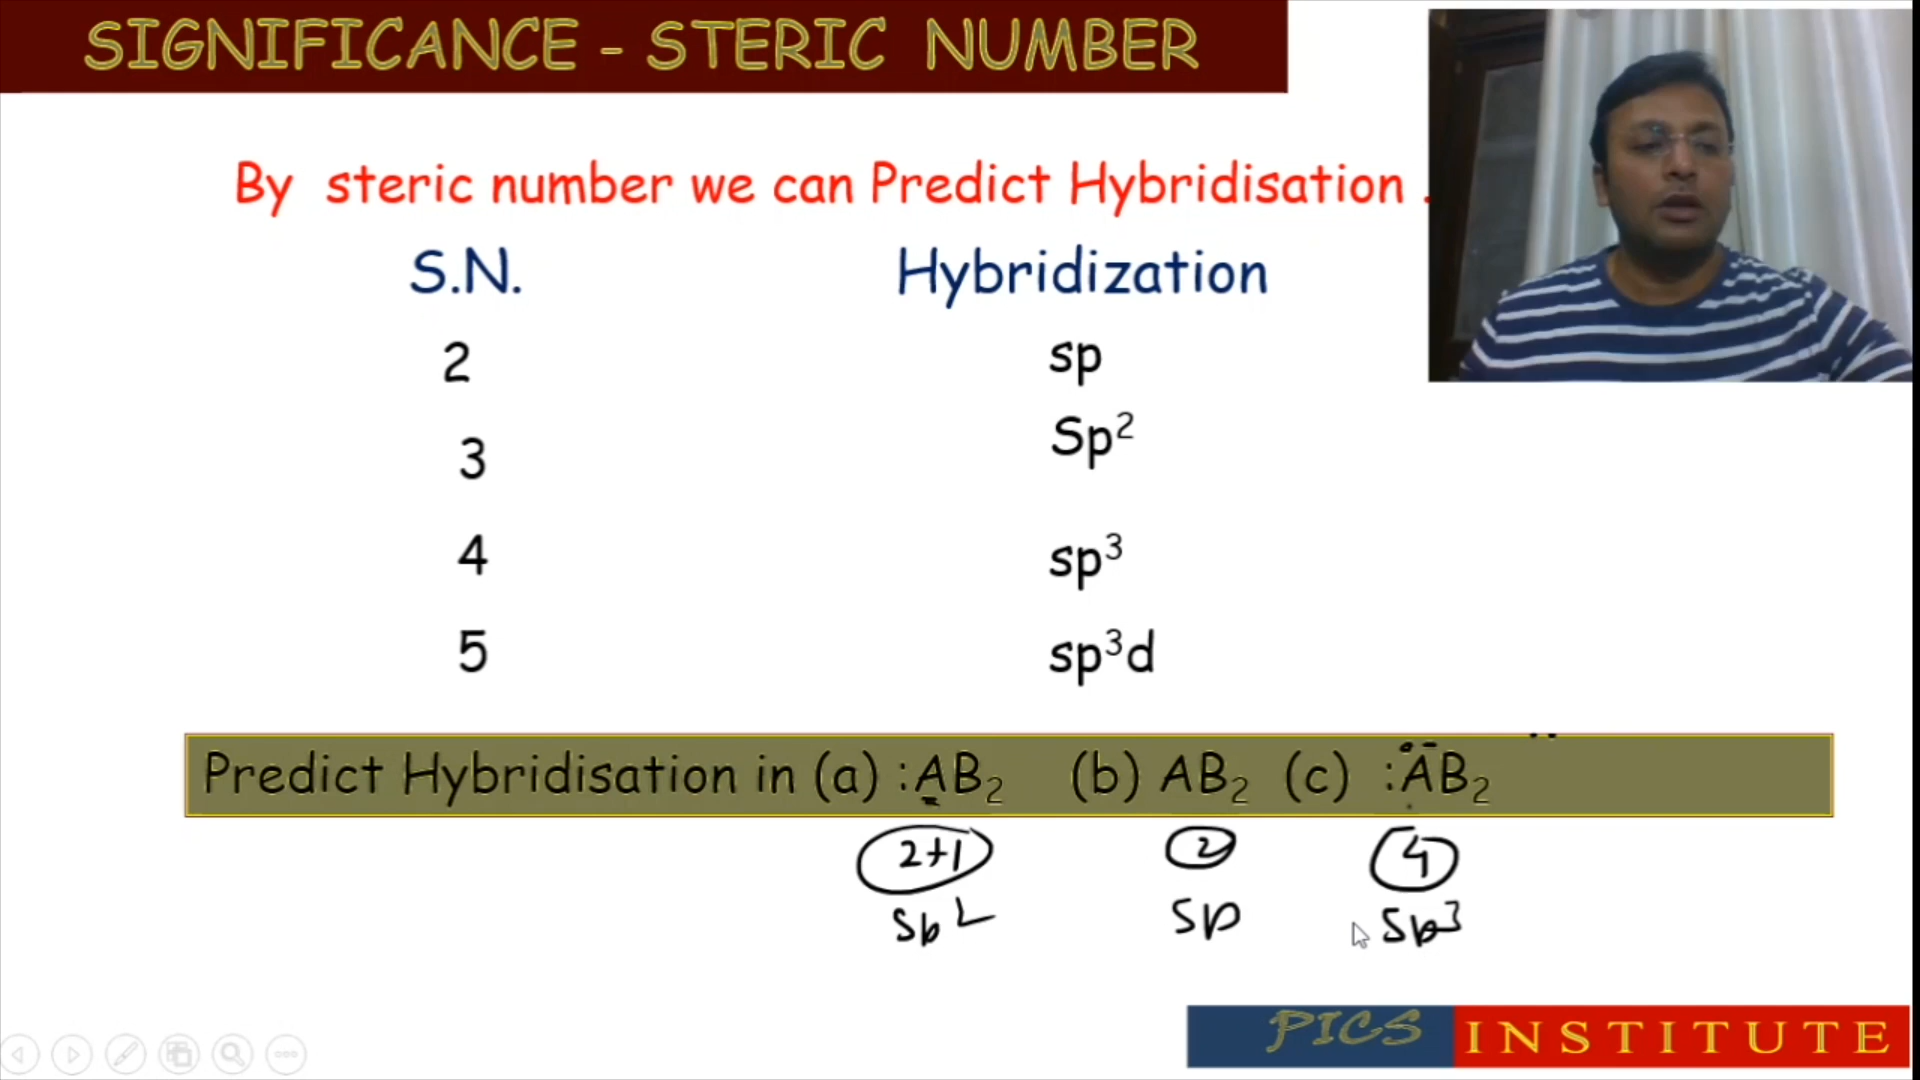 SIGNIFICANCE - STERIC NUMBER
By steric number we can Predict Hybridisation .
S.N. Hybridization
2 sp
3 Sp²
4 sp³
5 sp³d
Predict Hybridisation in (a) :AB₂ (b) AB₂ (c) :ÄB₂
2+1 2 4
sp² sp sp³
PICS INSTITUTE